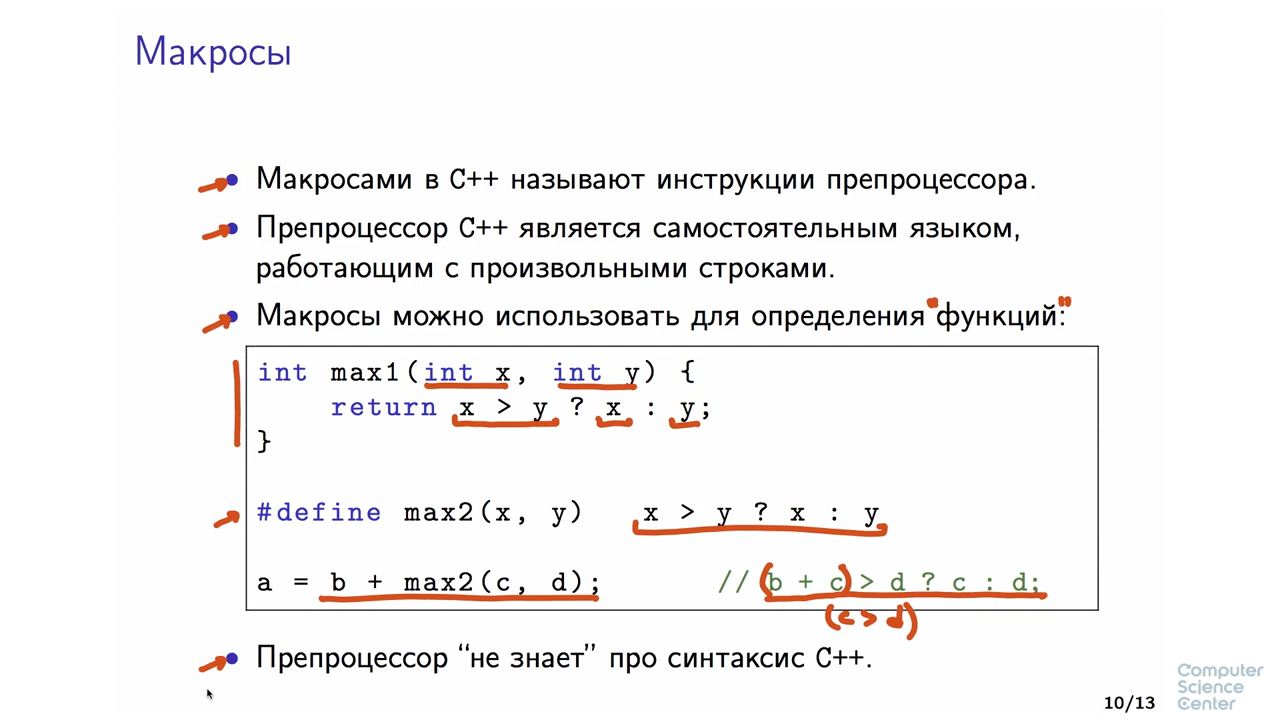 Макросы
Макросами в C++ называют инструкции препроцессора.
Препроцессор C++ является самостоятельным языком,
работающим с произвольными строками.
Макросы можно использовать для определения "функций:"
int max1(int x, int y) {
return x > y ? x : y;
}
#define max2(x, y) x > y ? x : y
a = b + max2(c, d); // (b + c) > d ? c : d;
(c > d)
Препроцессор “не знает” про синтаксис C++.
10/13
Computer
Science
Center